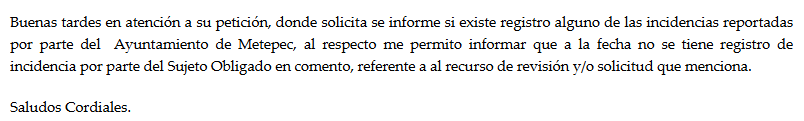 Buenas tardes en atención a su petición, donde solicita se informe si existe registro alguno de las incidencias reportadas
por parte del  Ayuntamiento de Metepec, al respecto me permito informar que a la fecha no se tiene registro de
incidencia por parte del Sujeto Obligado en comento, referente a al recurso de revisión y/o solicitud que menciona.
Saludos Cordiales.